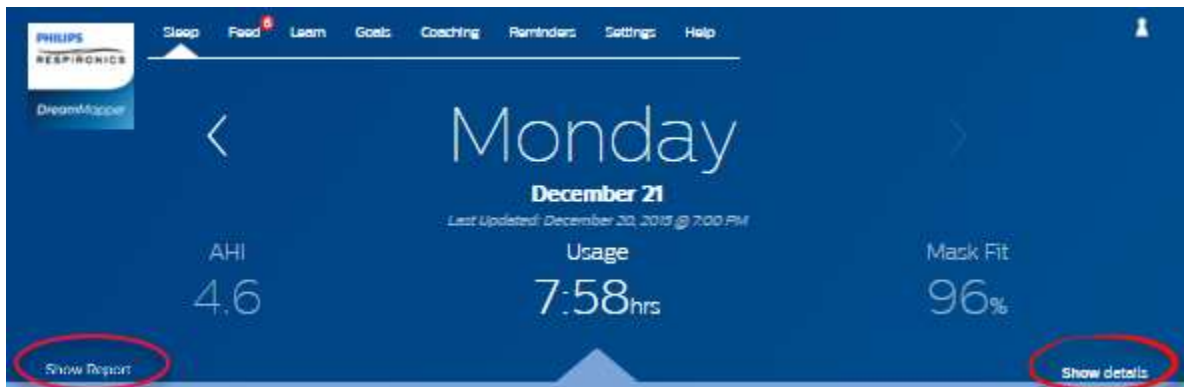 PHILIPS
RESPIRONICS
DreamMapper
Sleep Feed 6 Learn Goals Coaching Reminders Settings Help
Monday
December 21
Last Updated: December 20, 2015 @ 7:00 PM
AHI Usage Mask Fit
4.6 7:58hrs 96%
Show Report Show details